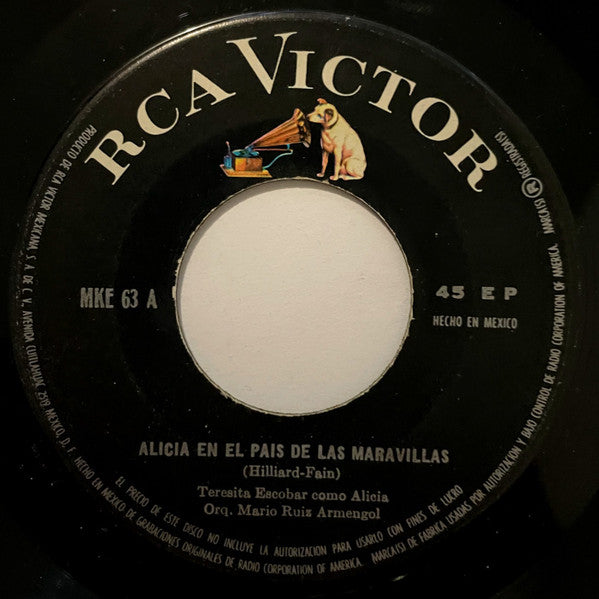 RCA VICTOR
MARCA(S) ® REGISTRADA(S)
MKE 63 A
45 E P
HECHO EN MEXICO
ALICIA EN EL PAIS DE LAS MARAVILLAS
(Hilliard-Fain)
Teresita Escobar como Alicia
Orq. Mario Ruiz Armengol
PRODUCTO DE RCA VICTOR MEXICANA, S. A. DE C. V. AVENIDA CUITLAHUAC 2519 MEXICO, D. F. HECHO EN MEXICO DE GRABACIONES ORIGINALES DE RADIO CORPORATION OF AMERICA.
EL PRECIO DE ESTE DISCO NO INCLUYE LA AUTORIZACION PARA USARLO CON FINES DE LUCRO
MARCA(S) DE FABRICA USADAS POR AUTORIZACION Y BAJO CONTROL DE RADIO CORPORATION OF AMERICA.